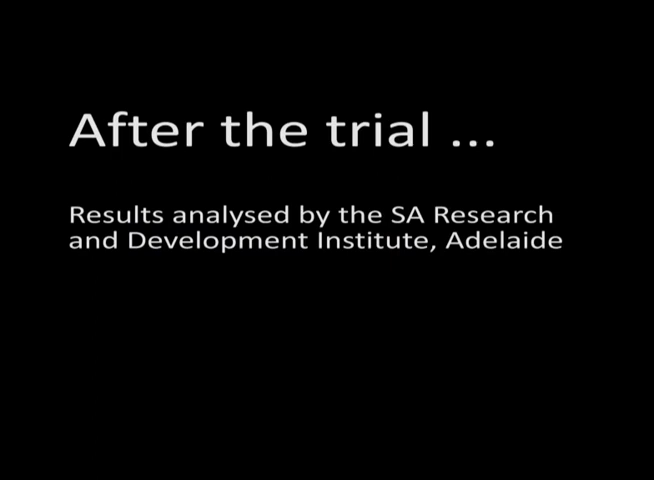 After the trial ...
Results analysed by the SA Research
and Development Institute, Adelaide